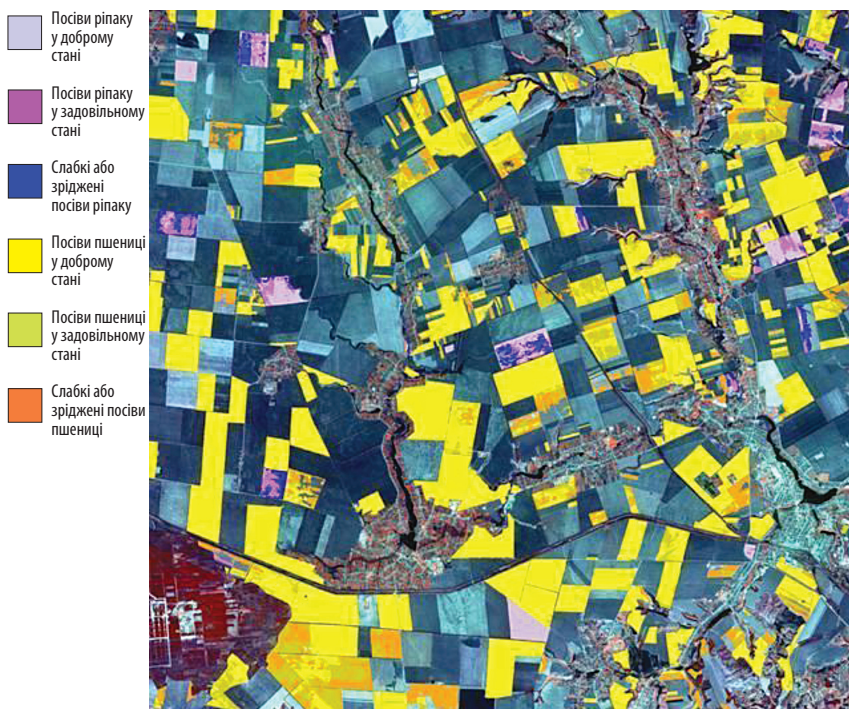 Посіви ріпаку
у доброму
стані
Посіви ріпаку
у задовільному
стані
Слабкі або
зріджені
посіви ріпаку
Посіви пшениці
у доброму
стані
Посіви пшениці
у задовільному
стані
Слабкі або
зріджені посіви
пшениці